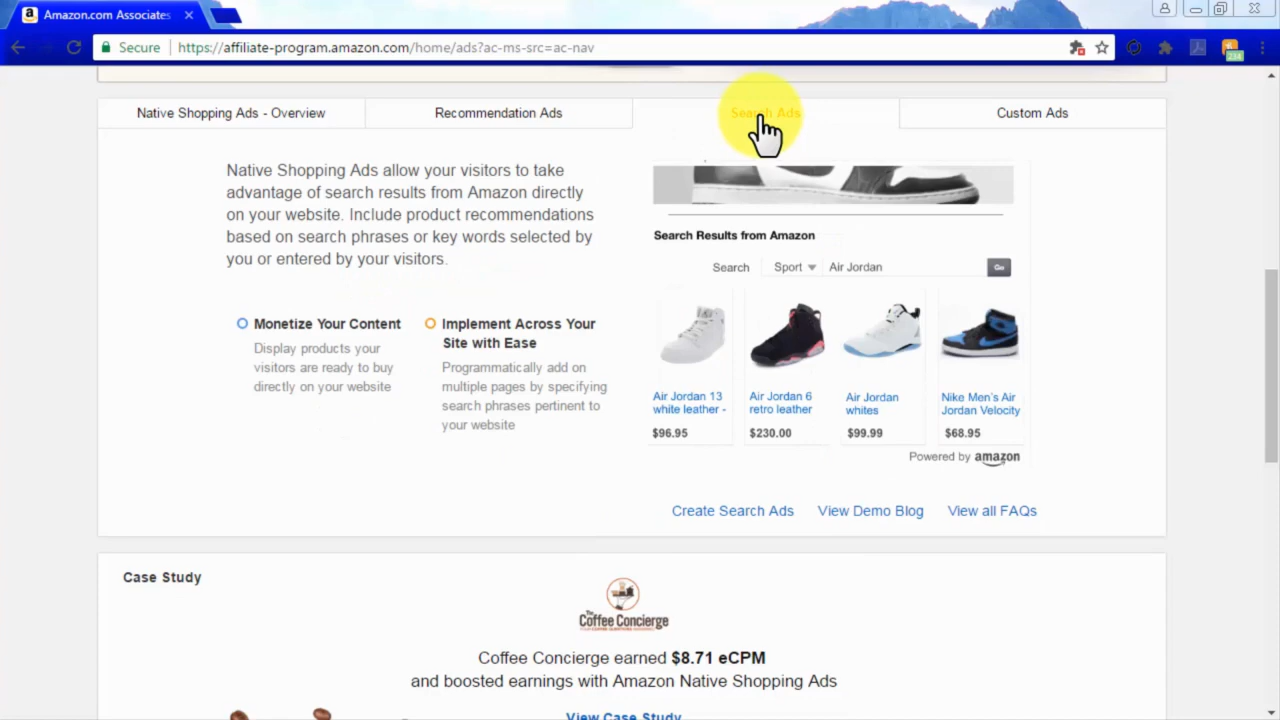 Amazon.com Associates
Secure
https://affiliate-program.amazon.com/home/ads?ac-ms-src=ac-nav
234
Native Shopping Ads - Overview
Recommendation Ads
Search Ads
Custom Ads
Native Shopping Ads allow your visitors to take
advantage of search results from Amazon directly
on your website. Include product recommendations
based on search phrases or key words selected by
you or entered by your visitors.
Monetize Your Content
Display products your
visitors are ready to buy
directly on your website
Implement Across Your
Site with Ease
Programmatically add on
multiple pages by specifying
search phrases pertinent to
your website
Search Results from Amazon
Search Sport Air Jordan Go
Air Jordan 13
white leather -
$96.95
Air Jordan 6
retro leather
$230.00
Air Jordan
whites
$99.99
Nike Men's Air
Jordan Velocity
$68.95
Powered by amazon
Create Search Ads
View Demo Blog
View all FAQs
Case Study
The
Coffee Concierge
Coffee Concierge earned $8.71 eCPM
and boosted earnings with Amazon Native Shopping Ads
View Case Study